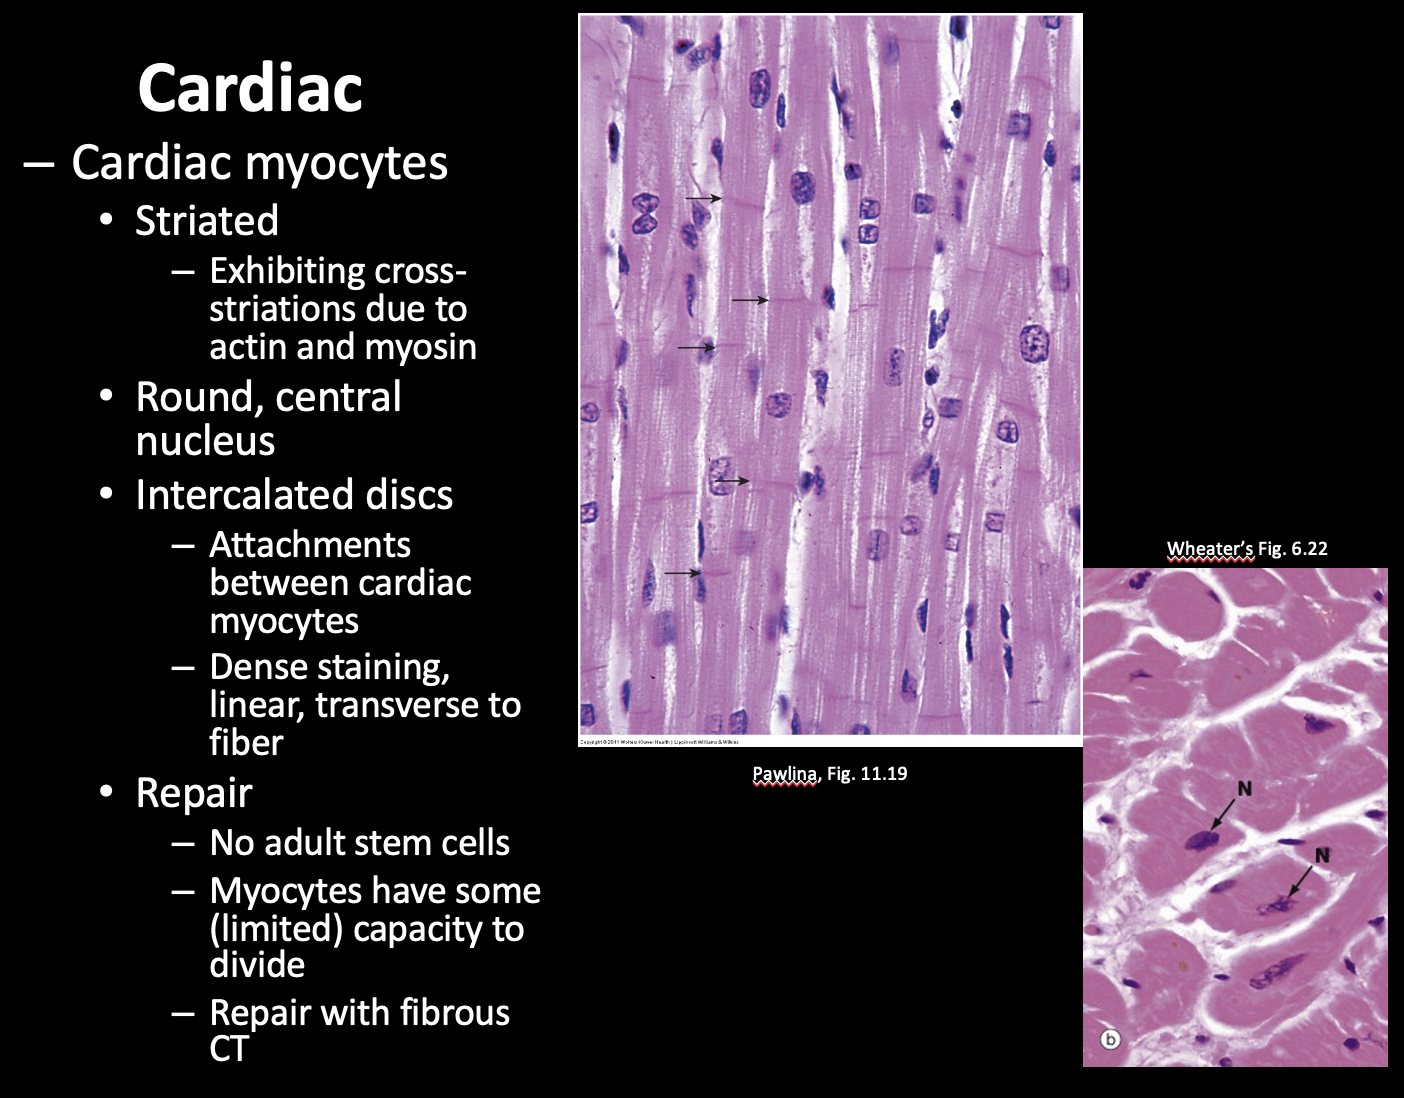 Cardiac
– Cardiac myocytes
• Striated
– Exhibiting cross-
striations due to
actin and myosin
• Round, central
nucleus
• Intercalated discs
– Attachments
between cardiac
myocytes
– Dense staining,
linear, transverse to
fiber
• Repair
– No adult stem cells
– Myocytes have some
(limited) capacity to
divide
– Repair with fibrous
CT
Copyright © 2011 Wolters Kluwer Health | Lippincott Williams & Wilkins
Pawlina, Fig. 11.19
Wheater’s Fig. 6.22
N
N
b